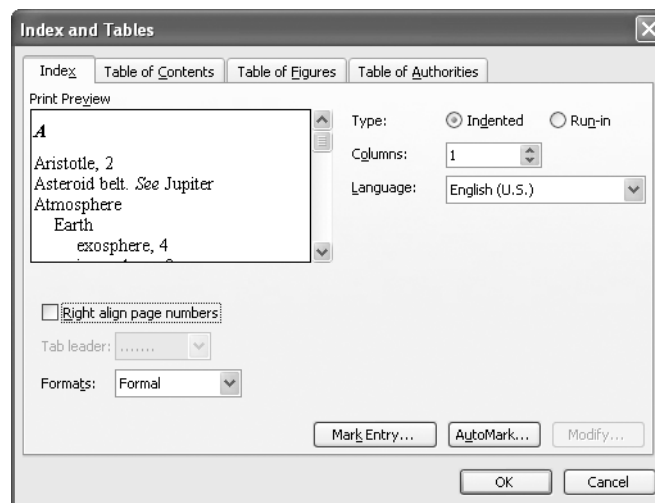 Index and Tables
Index Table of Contents Table of Figures Table of Authorities
Print Preview
A
Aristotle, 2
Asteroid belt. See Jupiter
Atmosphere
Earth
exosphere, 4
Type: Indented Run-in
Columns: 1
Language: English (U.S.)
Right align page numbers
Tab leader: .......
Formats: Formal
Mark Entry... AutoMark... Modify...
OK Cancel